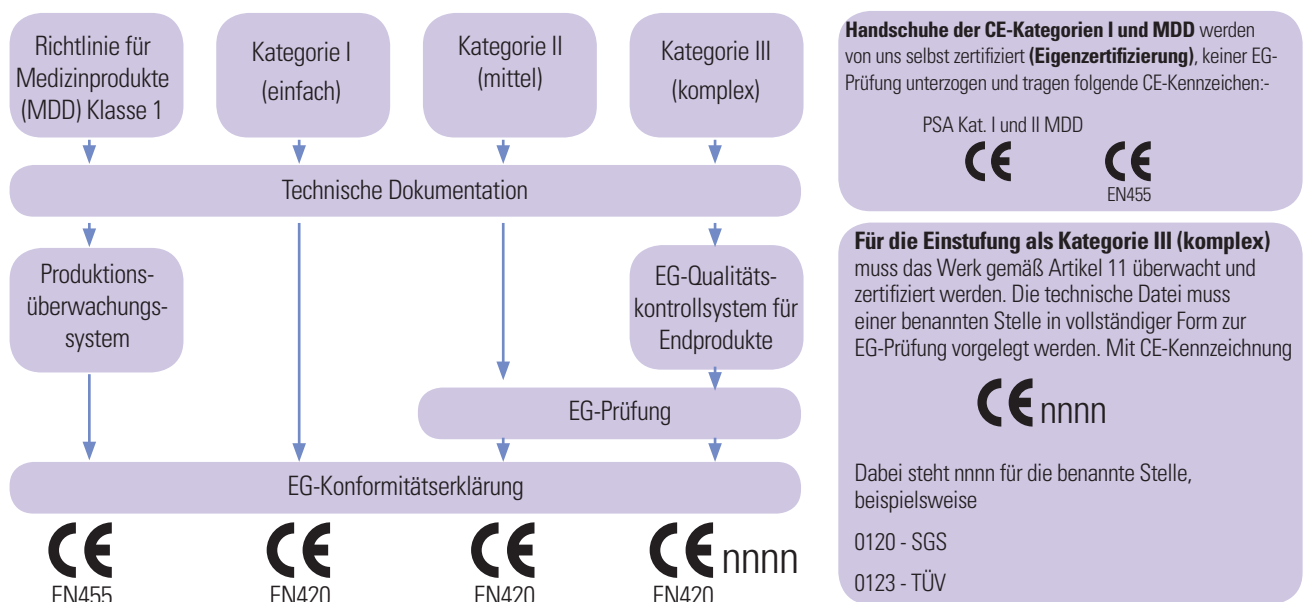 Richtlinie für
Medizinprodukte
(MDD) Klasse 1
Kategorie I
(einfach)
Kategorie II
(mittel)
Kategorie III
(komplex)
Technische Dokumentation
Produktions-
überwachungs-
system
EG-Qualitäts-
kontrollsystem für
Endprodukte
EG-Prüfung
EG-Konformitätserklärung
CE
EN455
CE
EN420
CE
EN420
CE nnnn
EN420
Handschuhe der CE-Kategorien I und MDD werden
von uns selbst zertifiziert (Eigenzertifizierung), keiner EG-
Prüfung unterzogen und tragen folgende CE-Kennzeichen:-
PSA Kat. I und II MDD
CE CE
EN455
Für die Einstufung als Kategorie III (komplex)
muss das Werk gemäß Artikel 11 überwacht und
zertifiziert werden. Die technische Datei muss
einer benannten Stelle in vollständiger Form zur
EG-Prüfung vorgelegt werden. Mit CE-Kennzeichnung
CE nnnn
Dabei steht nnnn für die benannte Stelle,
beispielsweise
0120 - SGS
0123 - TÜV